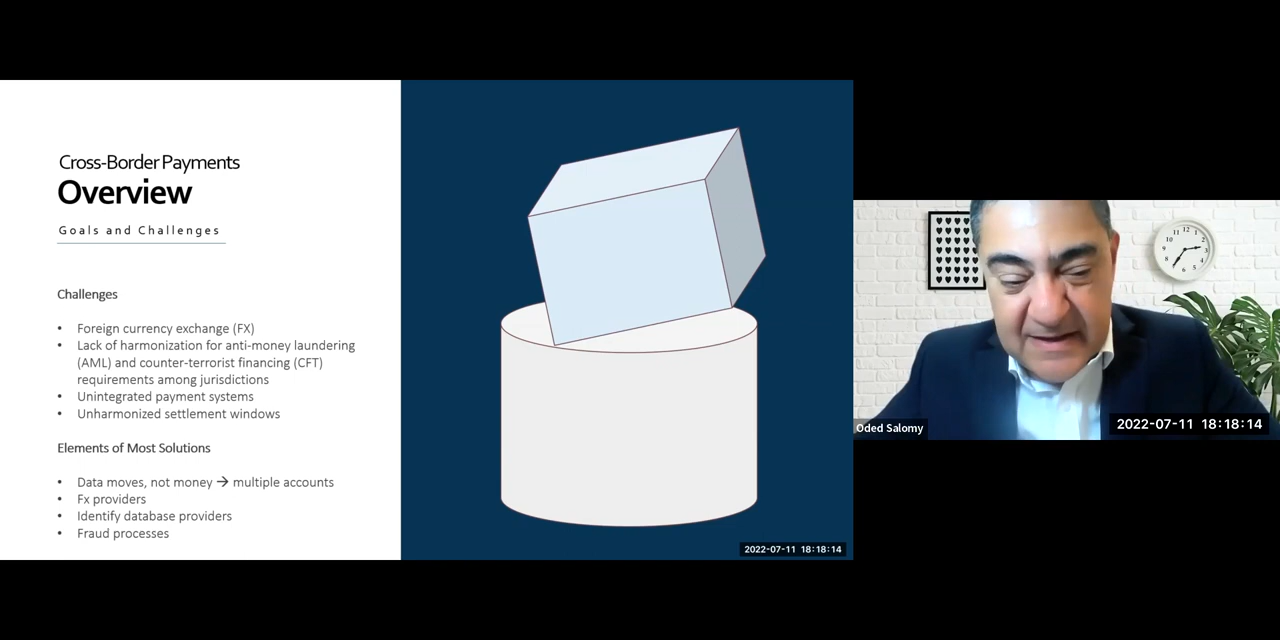 Cross-Border Payments
Overview
Goals and Challenges
Challenges
• Foreign currency exchange (FX)
• Lack of harmonization for anti-money laundering
(AML) and counter-terrorist financing (CFT)
requirements among jurisdictions
• Unintegrated payment systems
• Unharmonized settlement windows
Elements of Most Solutions
• Data moves, not money → multiple accounts
• Fx providers
• Identify database providers
• Fraud processes
2022-07-11 18:18:14
Oded Salomy
2022-07-11 18:18:14